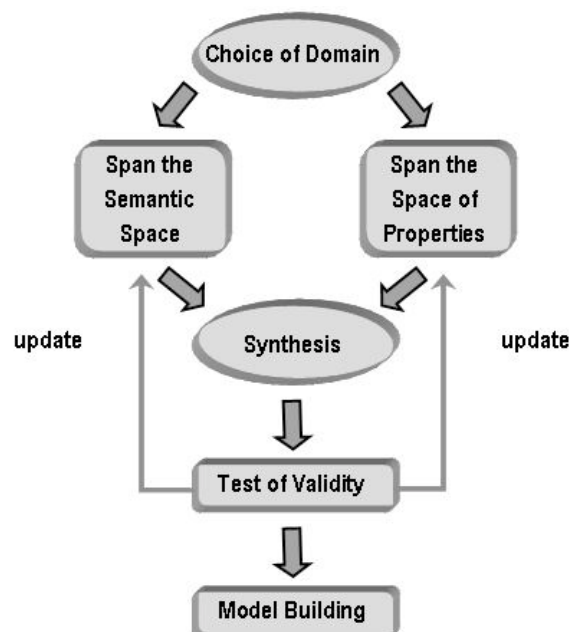 Choice of Domain
Span the
Semantic
Space
Span the
Space of
Properties
update
Synthesis
update
Test of Validity
Model Building